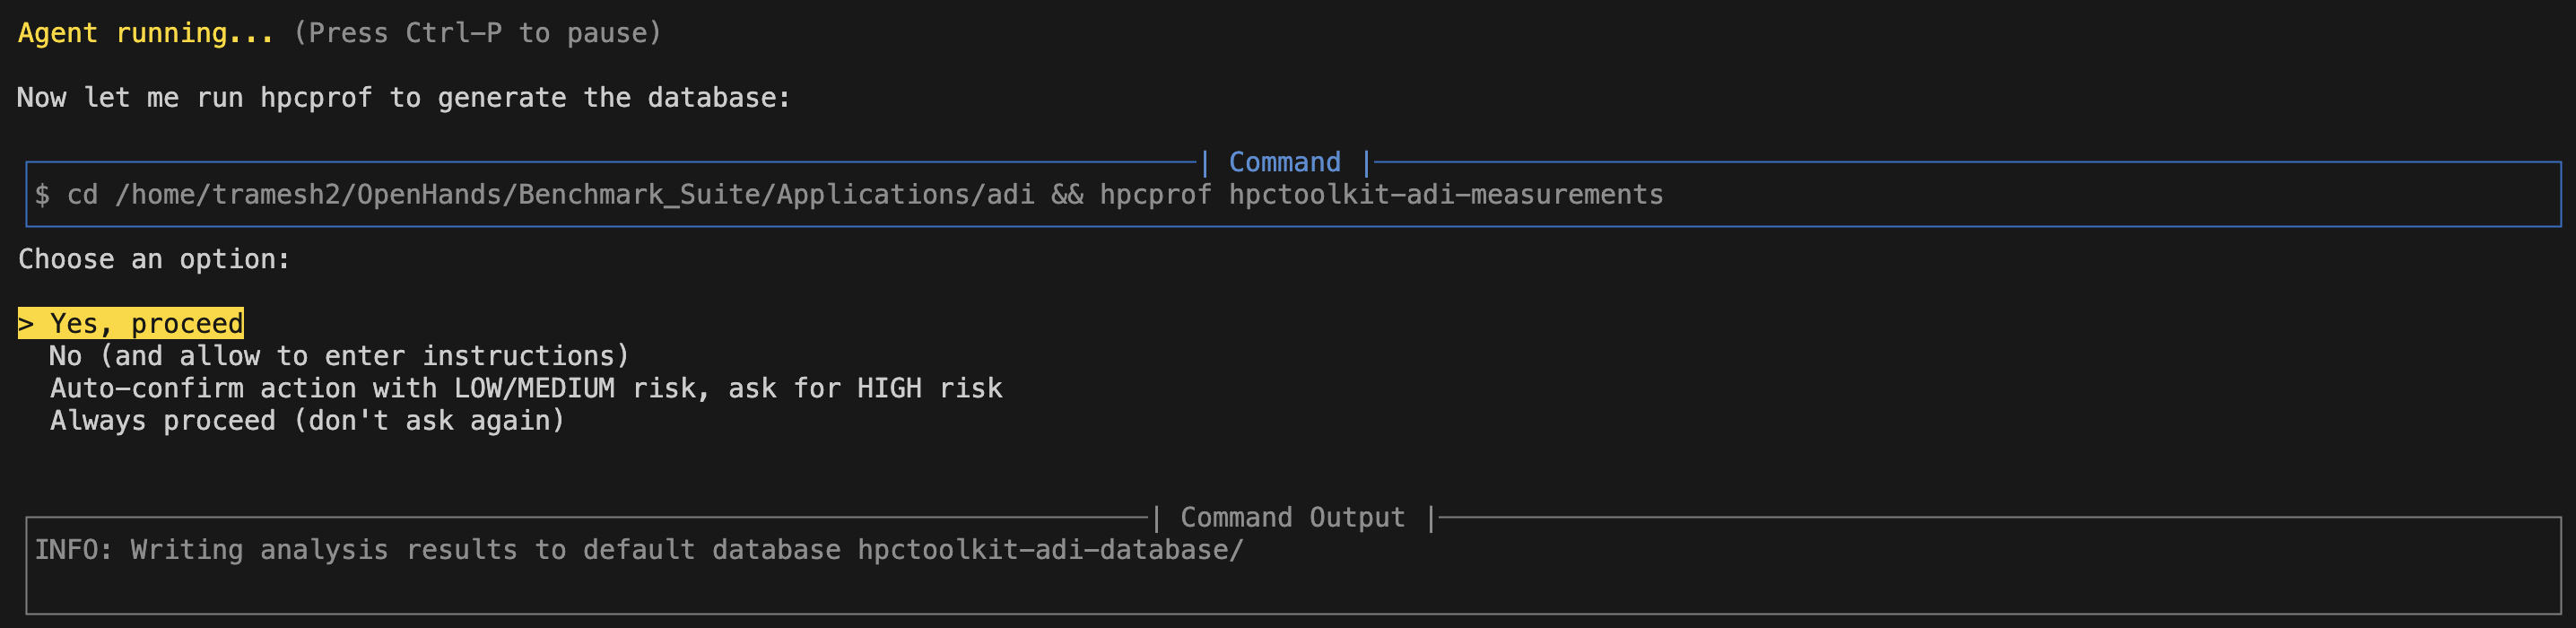 Agent running... (Press Ctrl-P to pause)
Now let me run hpcprof to generate the database:
| Command |
$ cd /home/tramesh2/OpenHands/Benchmark_Suite/Applications/adi && hpcprof hpctoolkit-adi-measurements
Choose an option:
> Yes, proceed
No (and allow to enter instructions)
Auto-confirm action with LOW/MEDIUM risk, ask for HIGH risk
Always proceed (don't ask again)
| Command Output |
INFO: Writing analysis results to default database hpctoolkit-adi-database/